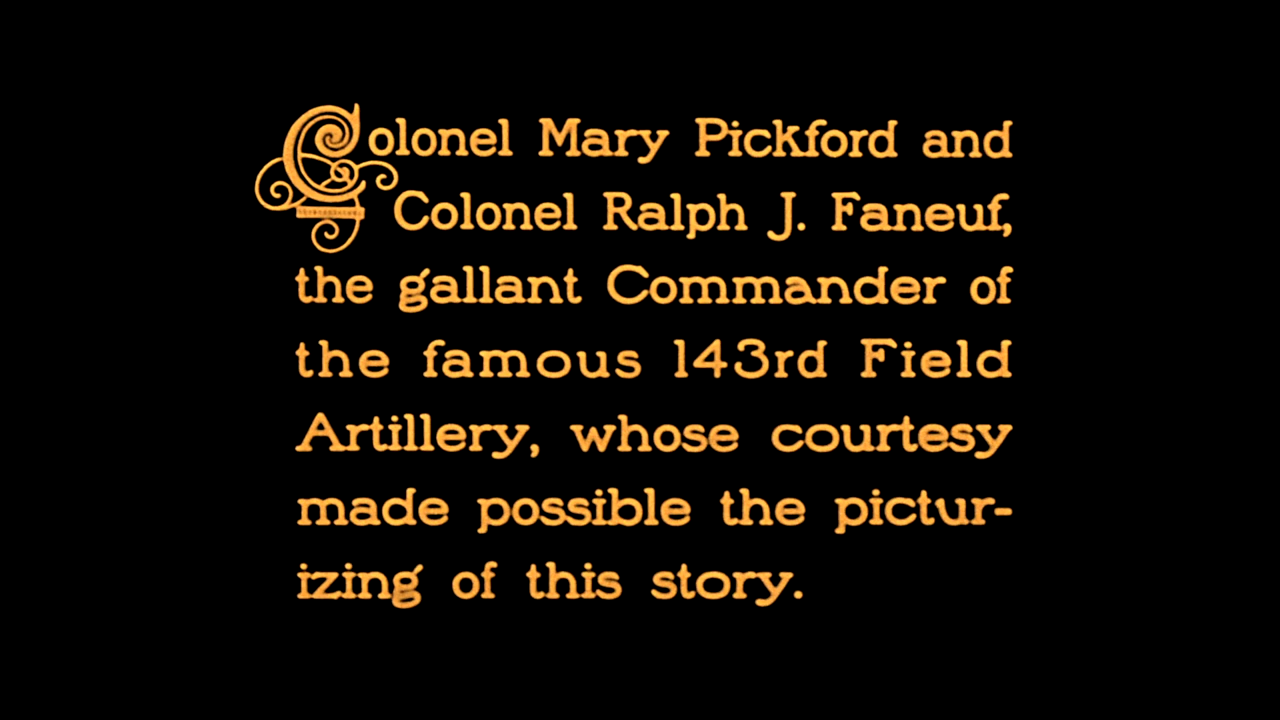 Colonel Mary Pickford and
Colonel Ralph J. Faneuf,
the gallant Commander of
the famous 143rd Field
Artillery, whose courtesy
made possible the pictur-
izing of this story.